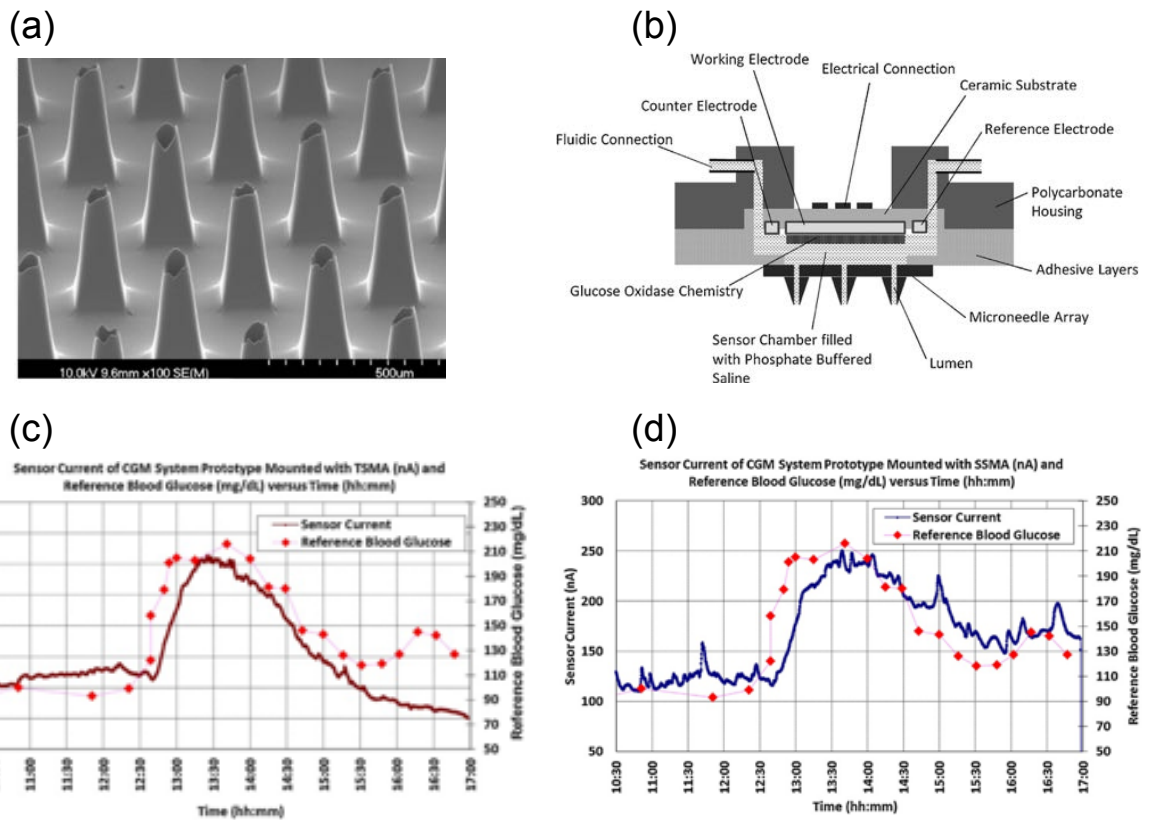 (a)
10.0kV 9.6mm x100 SE(M)
500um
(b)
Working Electrode
Electrical Connection
Ceramic Substrate
Counter Electrode
Reference Electrode
Fluidic Connection
Polycarbonate
Housing
Adhesive Layers
Glucose Oxidase Chemistry
Microneedle Array
Sensor Chamber filled
with Phosphate Buffered
Saline
Lumen
(c)
Sensor Current of CGM System Prototype Mounted with TSMA (nA) and
Reference Blood Glucose (mg/dL) versus Time (hh:mm)
Sensor Current
Reference Blood Glucose
250
230
210
190
170
150
130
110
90
70
50
Reference Blood Glucose (mg/dL)
11:00
11:30
12:00
12:30
13:00
13:30
14:00
14:30
15:00
15:30
16:00
16:30
17:00
Time (hh:mm)
(d)
Sensor Current of CGM System Prototype Mounted with SSMA (nA) and
Reference Blood Glucose (mg/dL) versus Time (hh:mm)
Sensor Current
Reference Blood Glucose
300
250
200
150
100
50
Sensor Current (nA)
250
230
210
190
170
150
130
110
90
70
50
Reference Blood Glucose (mg/dL)
10:30
11:00
11:30
12:00
12:30
13:00
13:30
14:00
14:30
15:00
15:30
16:00
16:30
17:00
Time (hh:mm)